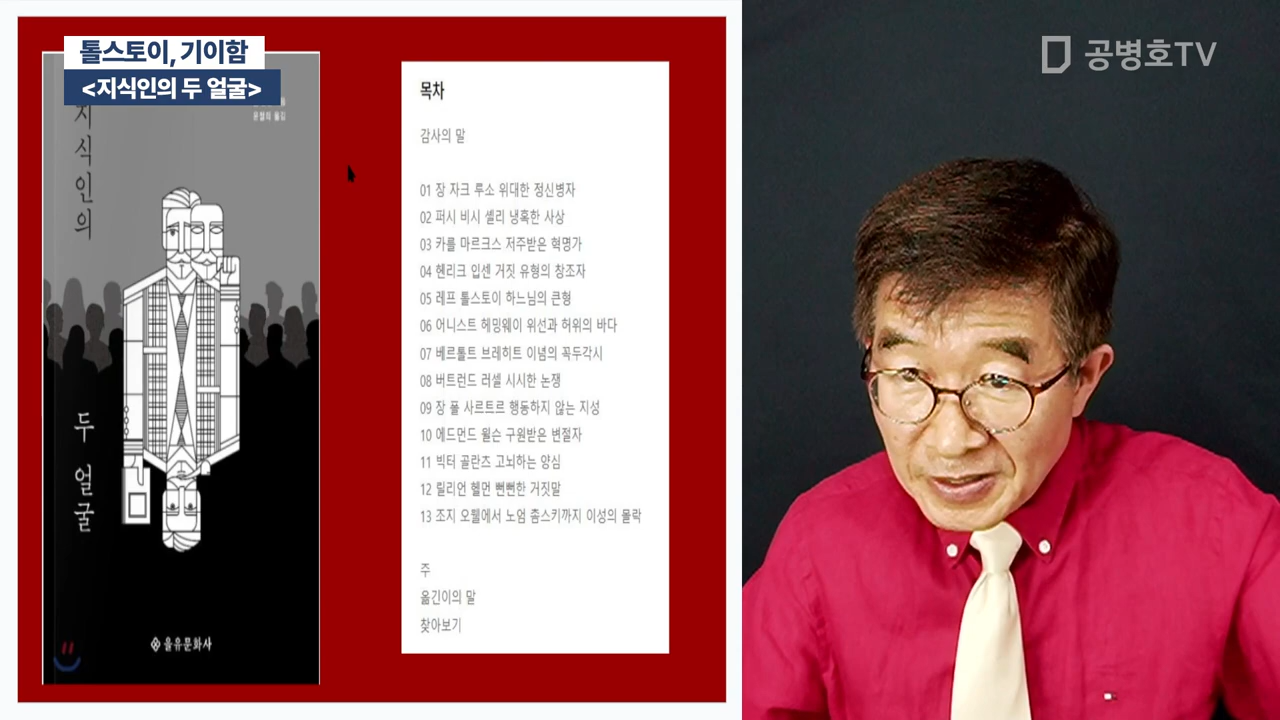 톨스토이, 기이함
<지식인의 두 얼굴>
지식인의
두 얼굴
을유문화사
목차
감사의 말
01 장 자크 루소 위대한 정신병자
02 퍼시 비시 셸리 냉혹한 사상
03 카를 마르크스 저주받은 혁명가
04 헨리크 입센 거짓 유형의 창조자
05 레프 톨스토이 하느님의 큰형
06 어니스트 헤밍웨이 위선과 허위의 바다
07 베르톨트 브레히트 이념의 꼭두각시
08 버트런드 러셀 시시한 논쟁
09 장 폴 사르트르 행동하지 않는 지성
10 에드먼드 윌슨 구원받은 변절자
11 빅터 골란츠 고뇌하는 양심
12 릴리언 헬먼 뻔뻔한 거짓말
13 조지 오웰에서 노엄 촘스키까지 이성의 몰락
주
옮긴이의 말
찾아보기
공병호TV